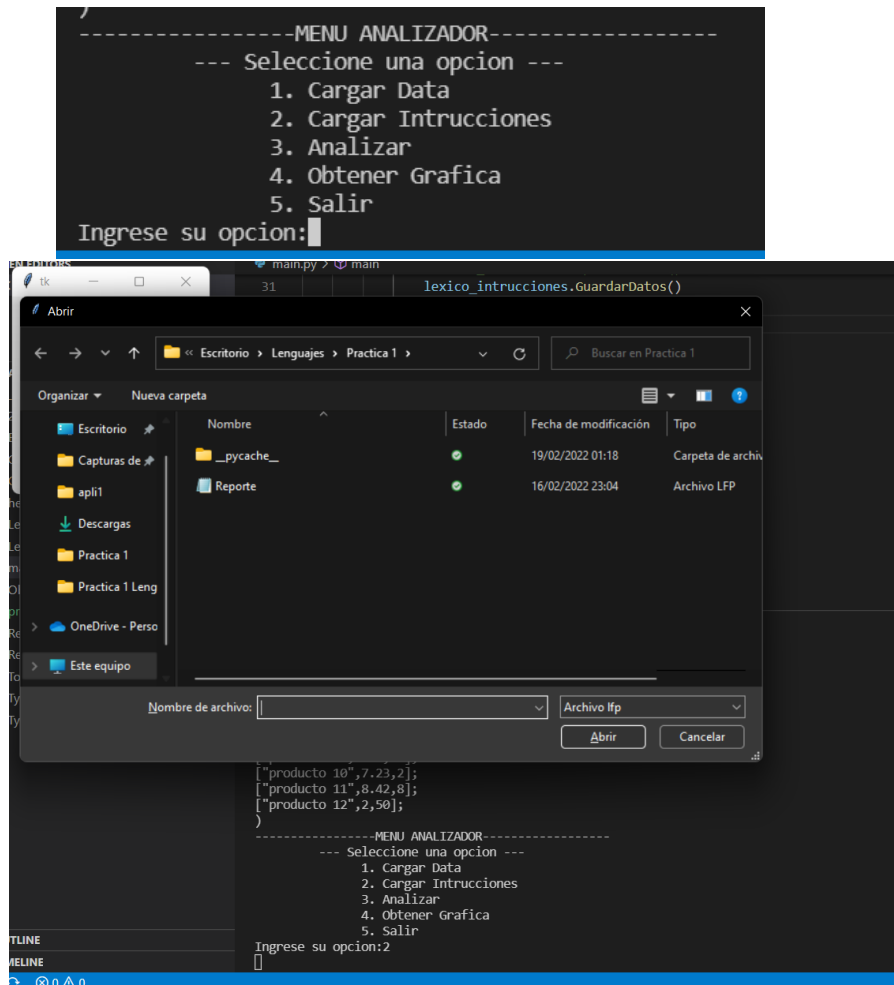 )
-----------------MENU ANALIZADOR------------------
--- Seleccione una opcion ---
1. Cargar Data
2. Cargar Intrucciones
3. Analizar
4. Obtener Grafica
5. Salir
Ingrese su opcion:
main.py > main
tk
31 lexico_intrucciones.GuardarDatos()
Abrir
« Escritorio > Lenguajes > Practica 1 >
Buscar en Practica 1
Organizar Nueva carpeta
Nombre Estado Fecha de modificación Tipo
Escritorio
Capturas de
apli1
Descargas
Practica 1
Practica 1 Leng
OneDrive - Perso
Este equipo
__pycache__ 19/02/2022 01:18 Carpeta de archiv
Reporte 16/02/2022 23:04 Archivo LFP
Nombre de archivo: Archivo lfp
Abrir Cancelar
["producto 10",7.23,2];
["producto 11",8.42,8];
["producto 12",2,50];
)
-----------------MENU ANALIZADOR------------------
--- Seleccione una opcion ---
1. Cargar Data
2. Cargar Intrucciones
3. Analizar
4. Obtener Grafica
5. Salir
Ingrese su opcion:2
TLINE
MELINE
0 0